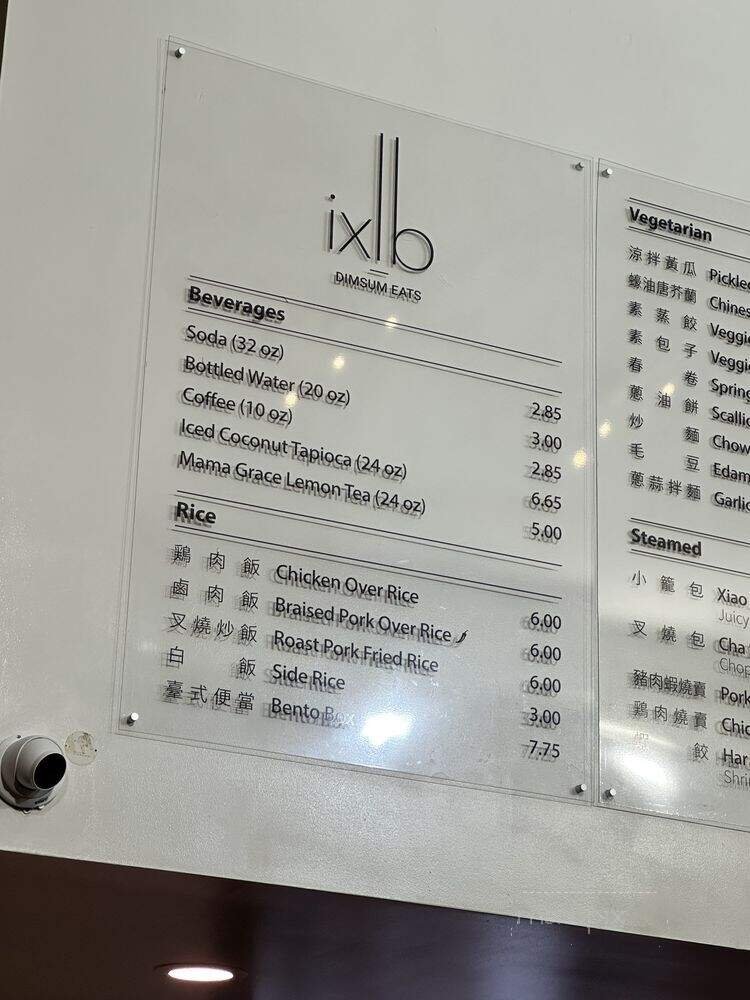 ixlb
DIMSUM EATS
Beverages
Soda (32 oz) 2.85
Bottled Water (20 oz) 3.00
Coffee (10 oz) 2.85
Iced Coconut Tapioca (24 oz) 6.65
Mama Grace Lemon Tea (24 oz) 5.00
Rice
鷄肉飯 Chicken Over Rice 6.00
鹵肉飯 Braised Pork Over Rice 6.00
叉燒炒飯 Roast Pork Fried Rice 6.00
白飯 Side Rice 3.00
臺式便當 Bento Box 7.75
Vegetarian
涼拌黃瓜 Pickled
蠔油唐芥蘭 Chines
素蒸餃 Veggi
素包子 Veggi
春卷 Spring
蔥油餅 Scallio
炒麵 Chow
毛豆 Edam
蔥蒜拌麵 Garlic
Steamed
小籠包 Xiao
Juicy
叉燒包 Cha
Chop
豬肉蝦燒賣 Pork
鷄肉燒賣 Chic
蝦餃 Har
Shri